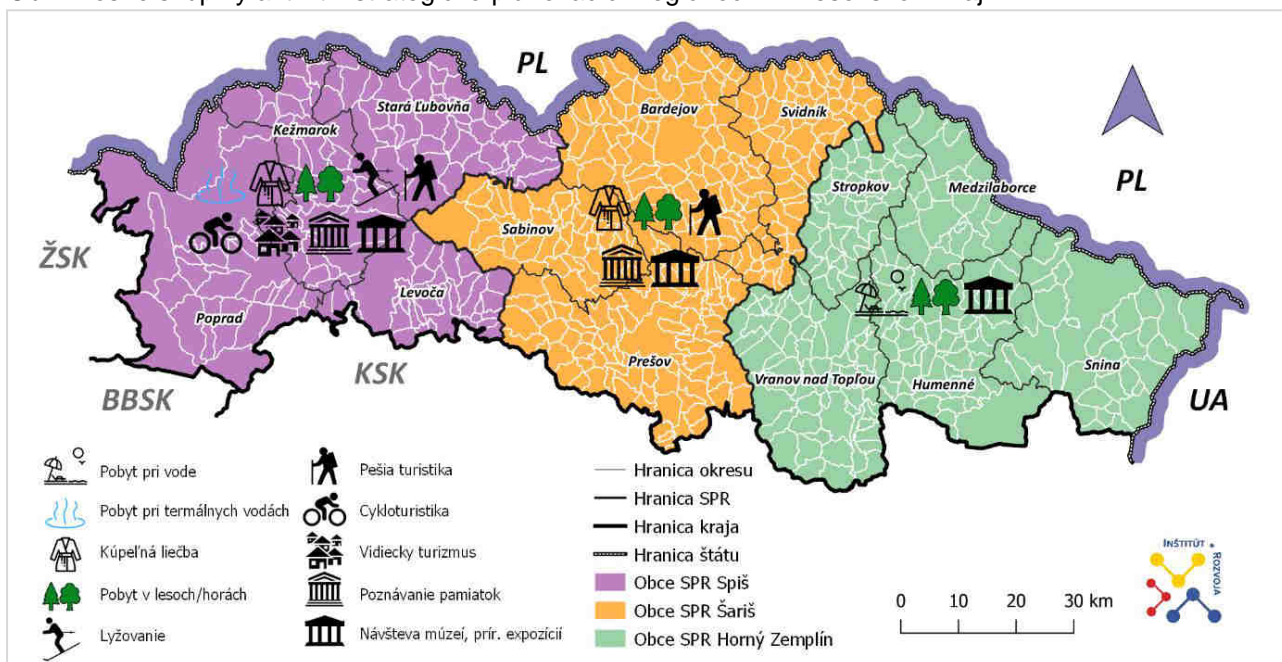 PL
Stará Ľubovňa
Bardejov
Svidník
Kežmarok
Stropkov
Medzilaborce
PL
Sabinov
ŽSK
Levoča
Poprad
KSK
Prešov
Vranov nad Topľou
Humenné
Snina
BBSK
UA
Pobyt pri vode
Pobyt pri termálnych vodách
Kúpeľná liečba
Pobyt v lesoch/horách
Lyžovanie
Pešia turistika
Cykloturistika
Vidiecky turizmus
Poznávanie pamiatok
Návšteva múzeí, prír. expozícií
Hranica okresu
Hranica SPR
Hranica kraja
Hranica štátu
Obce SPR Spiš
Obce SPR Šariš
Obce SPR Horný Zemplín
0 10 20 30 km
INŠTITÚT
ROZVOJA